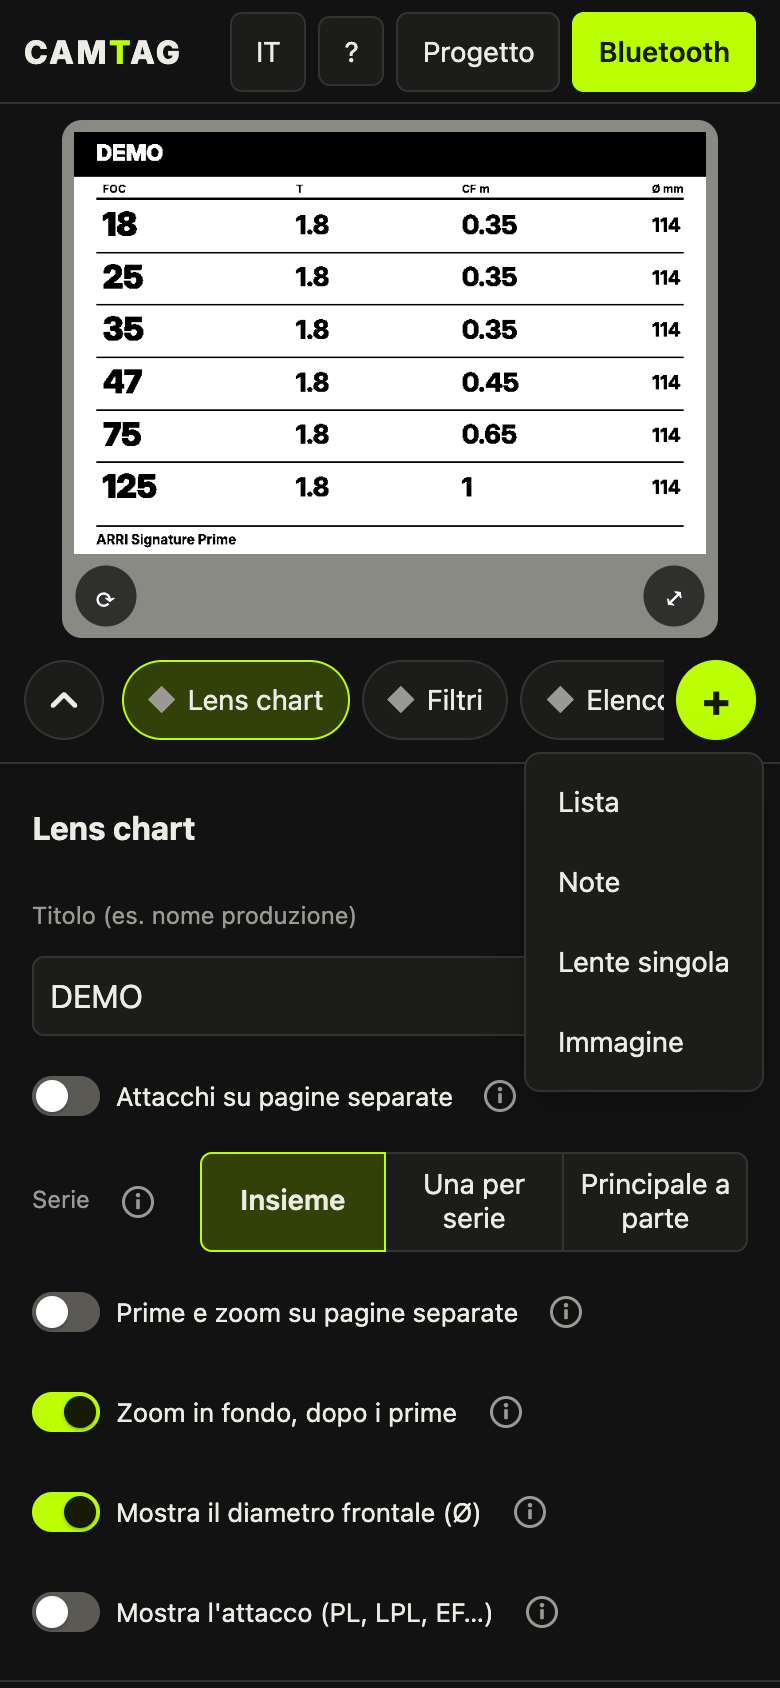 CAMTAG IT ? Progetto Bluetooth
DEMO
FOC T CF m Ø mm
18 1.8 0.35 114
25 1.8 0.35 114
35 1.8 0.35 114
47 1.8 0.45 114
75 1.8 0.65 114
125 1.8 1 114
ARRI Signature Prime
Lens chart Filtri Elenco +
Lista
Note
Lente singola
Immagine
Lens chart
Titolo (es. nome produzione)
DEMO
Attacchi su pagine separate
Serie
Insieme
Una per
serie
Principale a
parte
Prime e zoom su pagine separate
Zoom in fondo, dopo i prime
Mostra il diametro frontale (Ø)
Mostra l'attacco (PL, LPL, EF...)